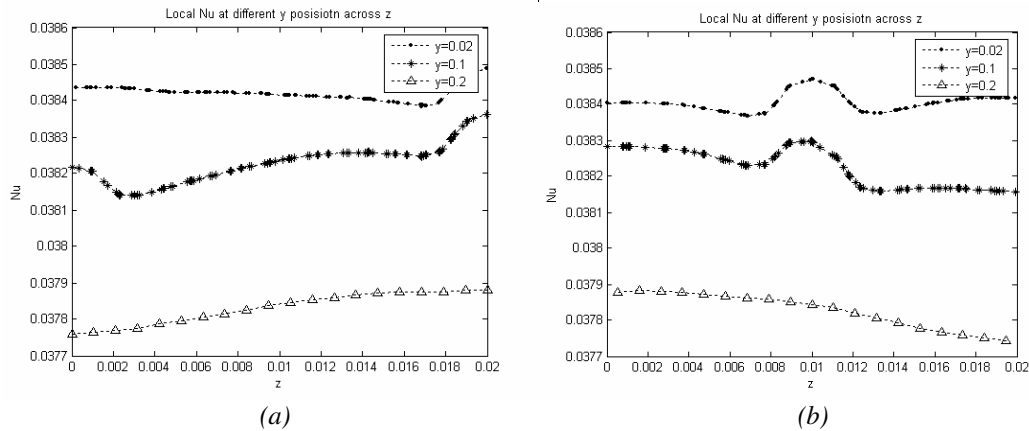 Local Nu at different y posisiotn across z
0.0386
0.0385
0.0384
0.0383
0.0382
0.0381
0.038
0.0379
0.0378
0.0377
Nu
y=0.02
y=0.1
y=0.2
0 0.002 0.004 0.006 0.008 0.01 0.012 0.014 0.016 0.018 0.02
z
(a)
Local Nu at different y posisiotn across z
0.0386
0.0385
0.0384
0.0383
0.0382
0.0381
0.038
0.0379
0.0378
0.0377
Nu
y=0.02
y=0.1
y=0.2
0 0.002 0.004 0.006 0.008 0.01 0.012 0.014 0.016 0.018 0.02
z
(b)